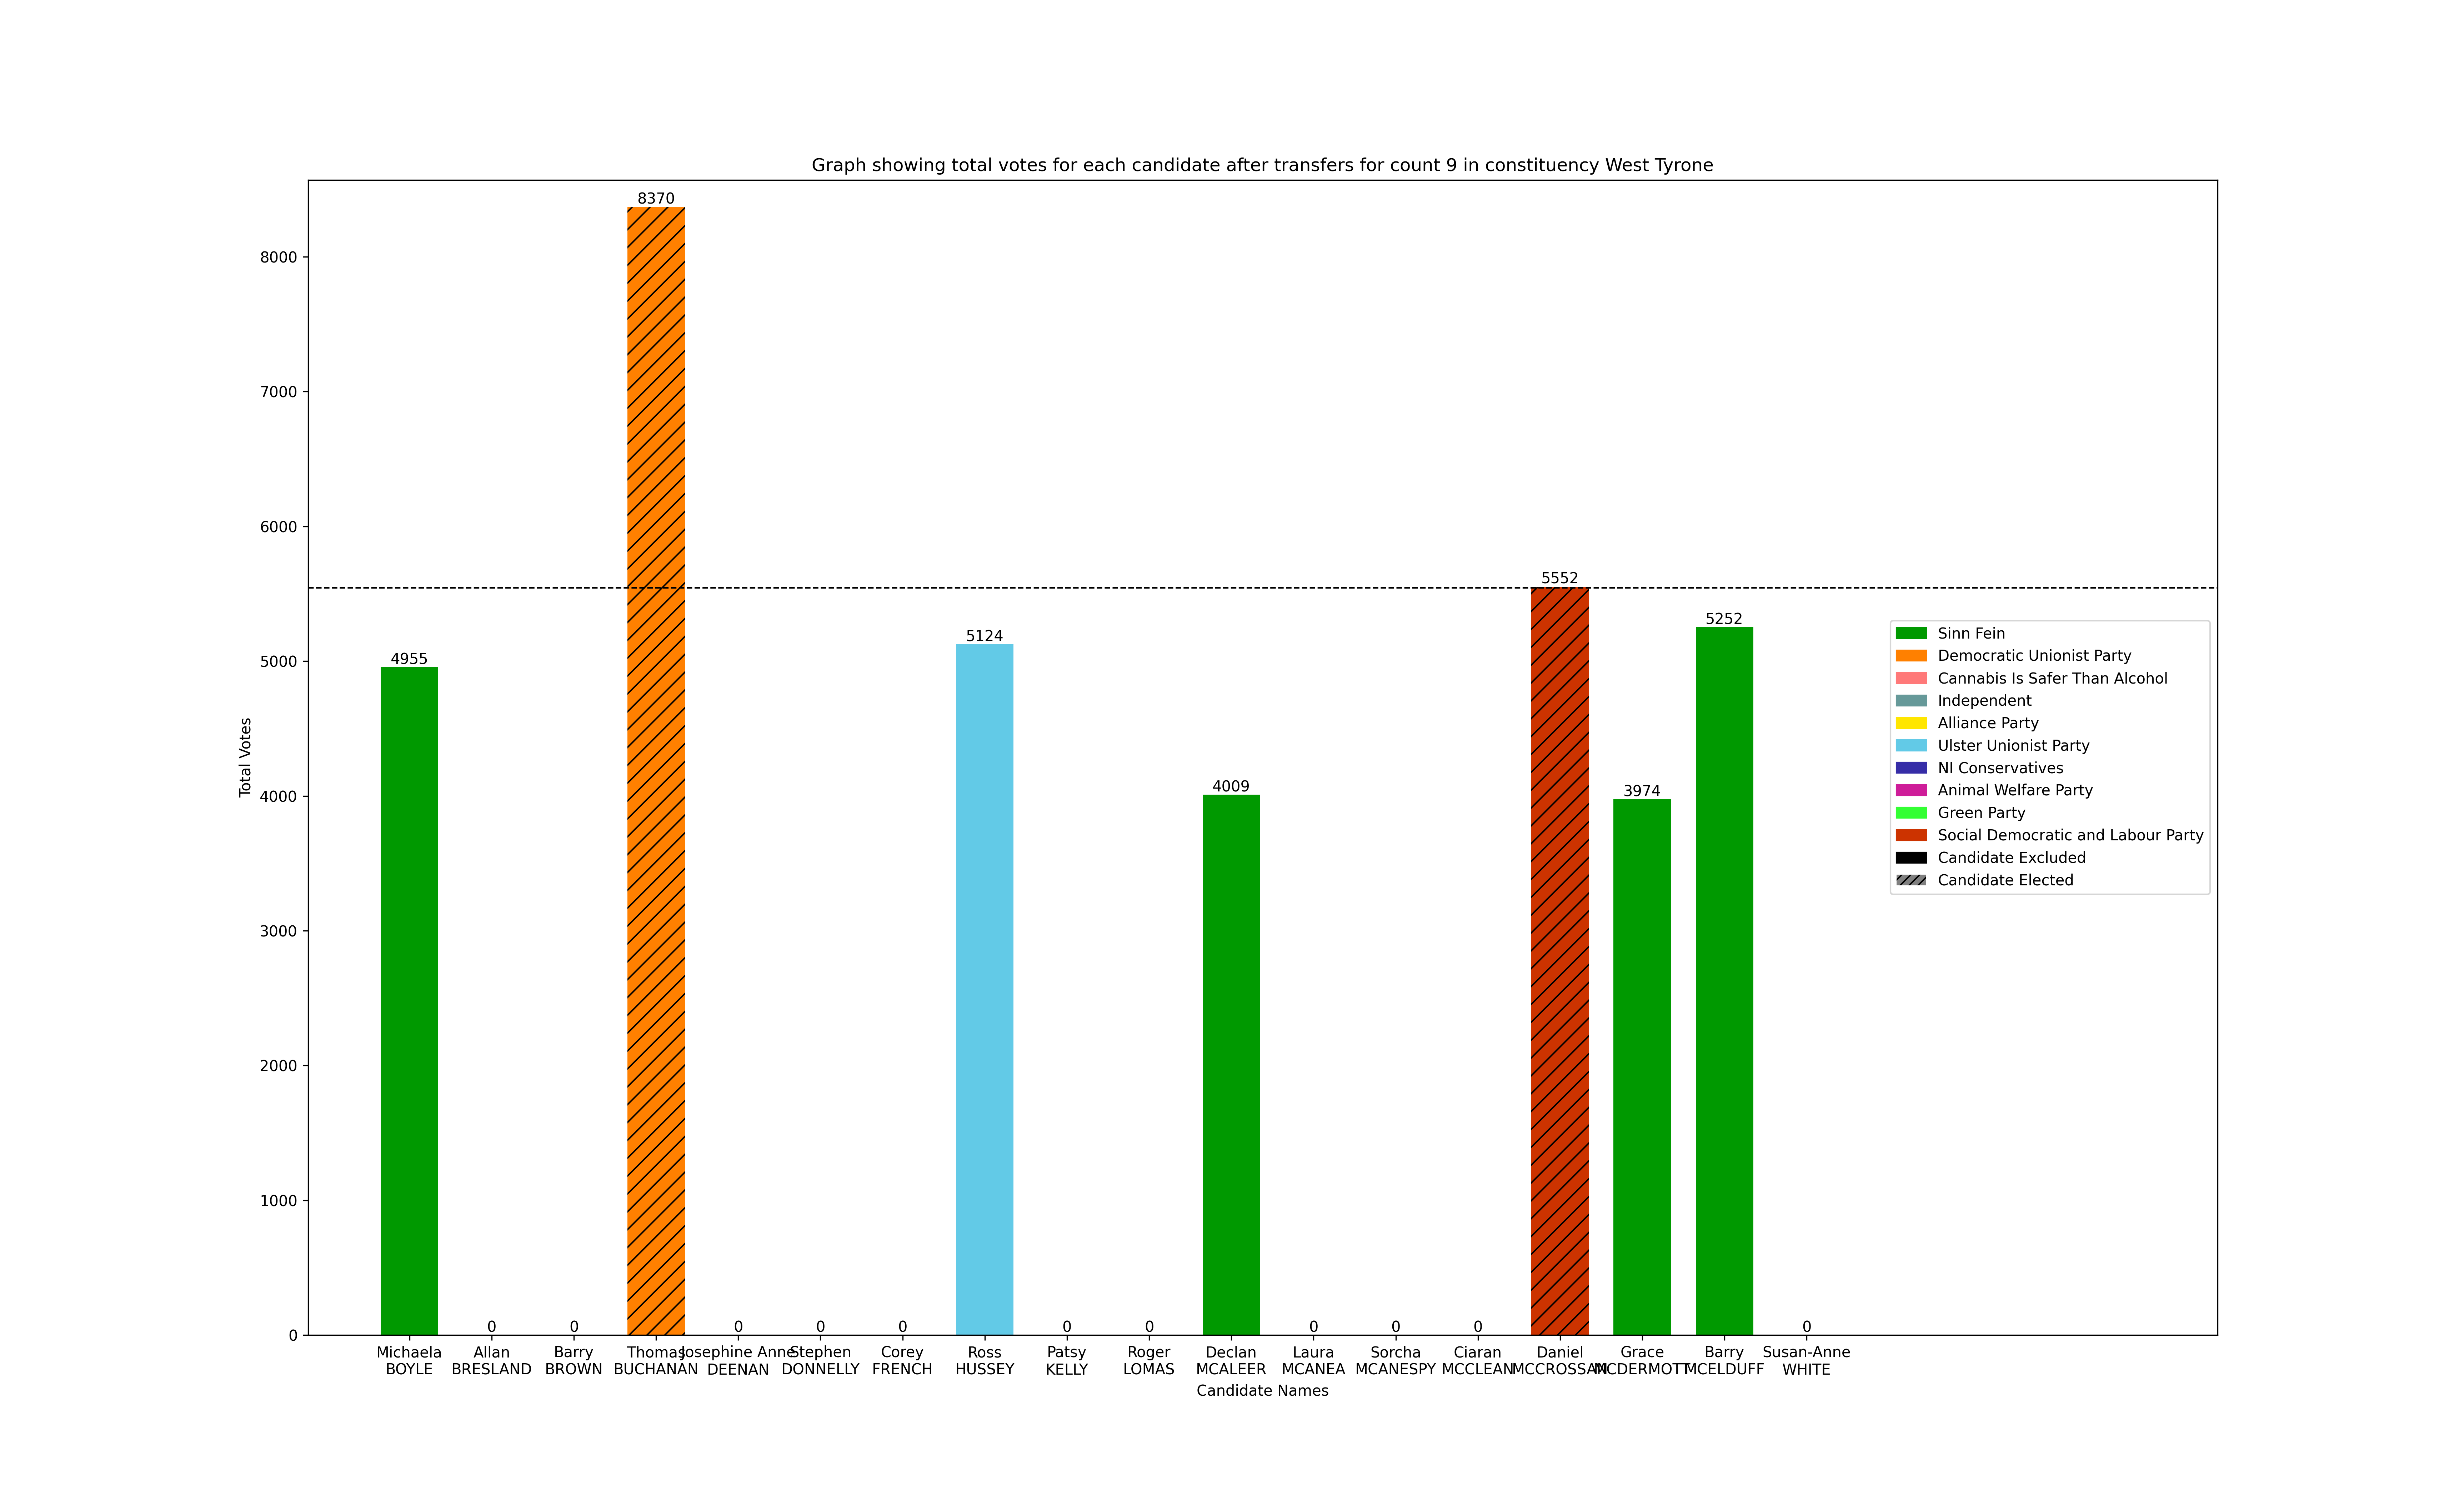 Graph showing total votes for each candidate after transfers for count 9 in constituency West Tyrone
8370
8000
7000
6000
5552
5252
5124
5000
4955
4009
4000
3974
3000
2000
1000
0
0 0 0 0 0 0 0 0 0 0 0
Total Votes
Sinn Fein
Democratic Unionist Party
Cannabis Is Safer Than Alcohol
Independent
Alliance Party
Ulster Unionist Party
NI Conservatives
Animal Welfare Party
Green Party
Social Democratic and Labour Party
Candidate Excluded
Candidate Elected
Michaela Allan Barry Thomas Josephine Anne Stephen Corey Ross Patsy Roger Declan Laura Sorcha Ciaran Daniel Grace Barry Susan-Anne
BOYLE BRESLAND BROWN BUCHANAN DEENAN DONNELLY FRENCH HUSSEY KELLY LOMAS MCALEER MCANEA MCANESPY MCCLEAN MCCROSSAN MCDERMOTT MCELDUFF WHITE
Candidate Names